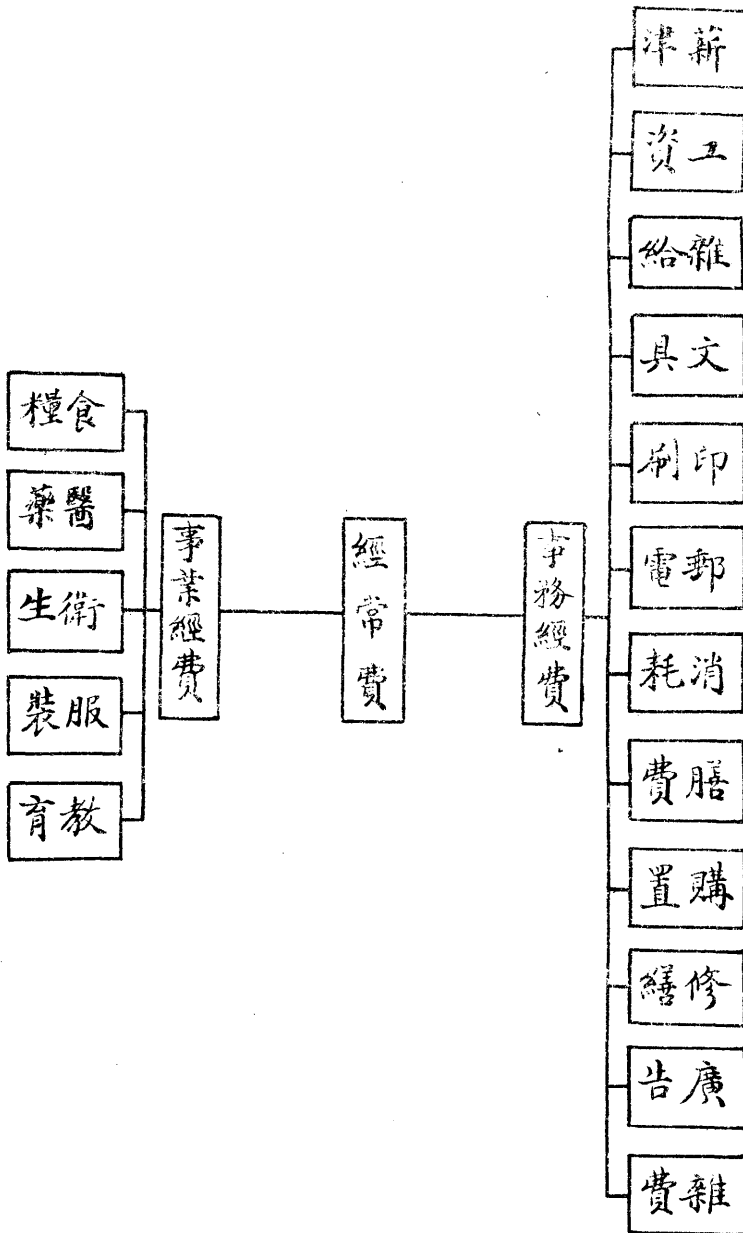 經常費
事務經費
薪津
工資
雜給
文具
印刷
郵電
消耗
膳費
購置
修繕
廣告
雜費
事業經費
食糧
醫藥
衛生
服裝
教育